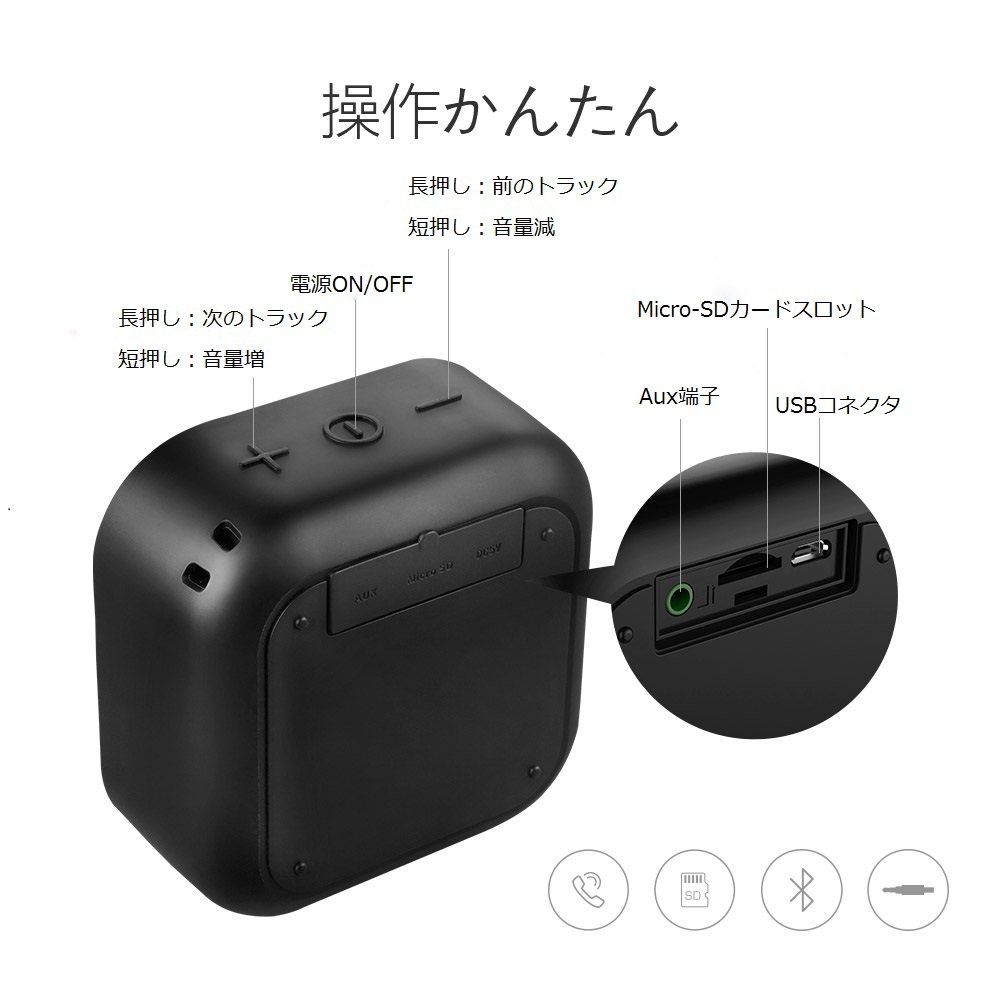 操作かんたん
長押し：前のトラック
短押し：音量減
電源ON/OFF
長押し：次のトラック
短押し：音量増
Micro-SDカードスロット
Aux端子
USBコネクタ
AUX
Micro SD
DC5V
SD